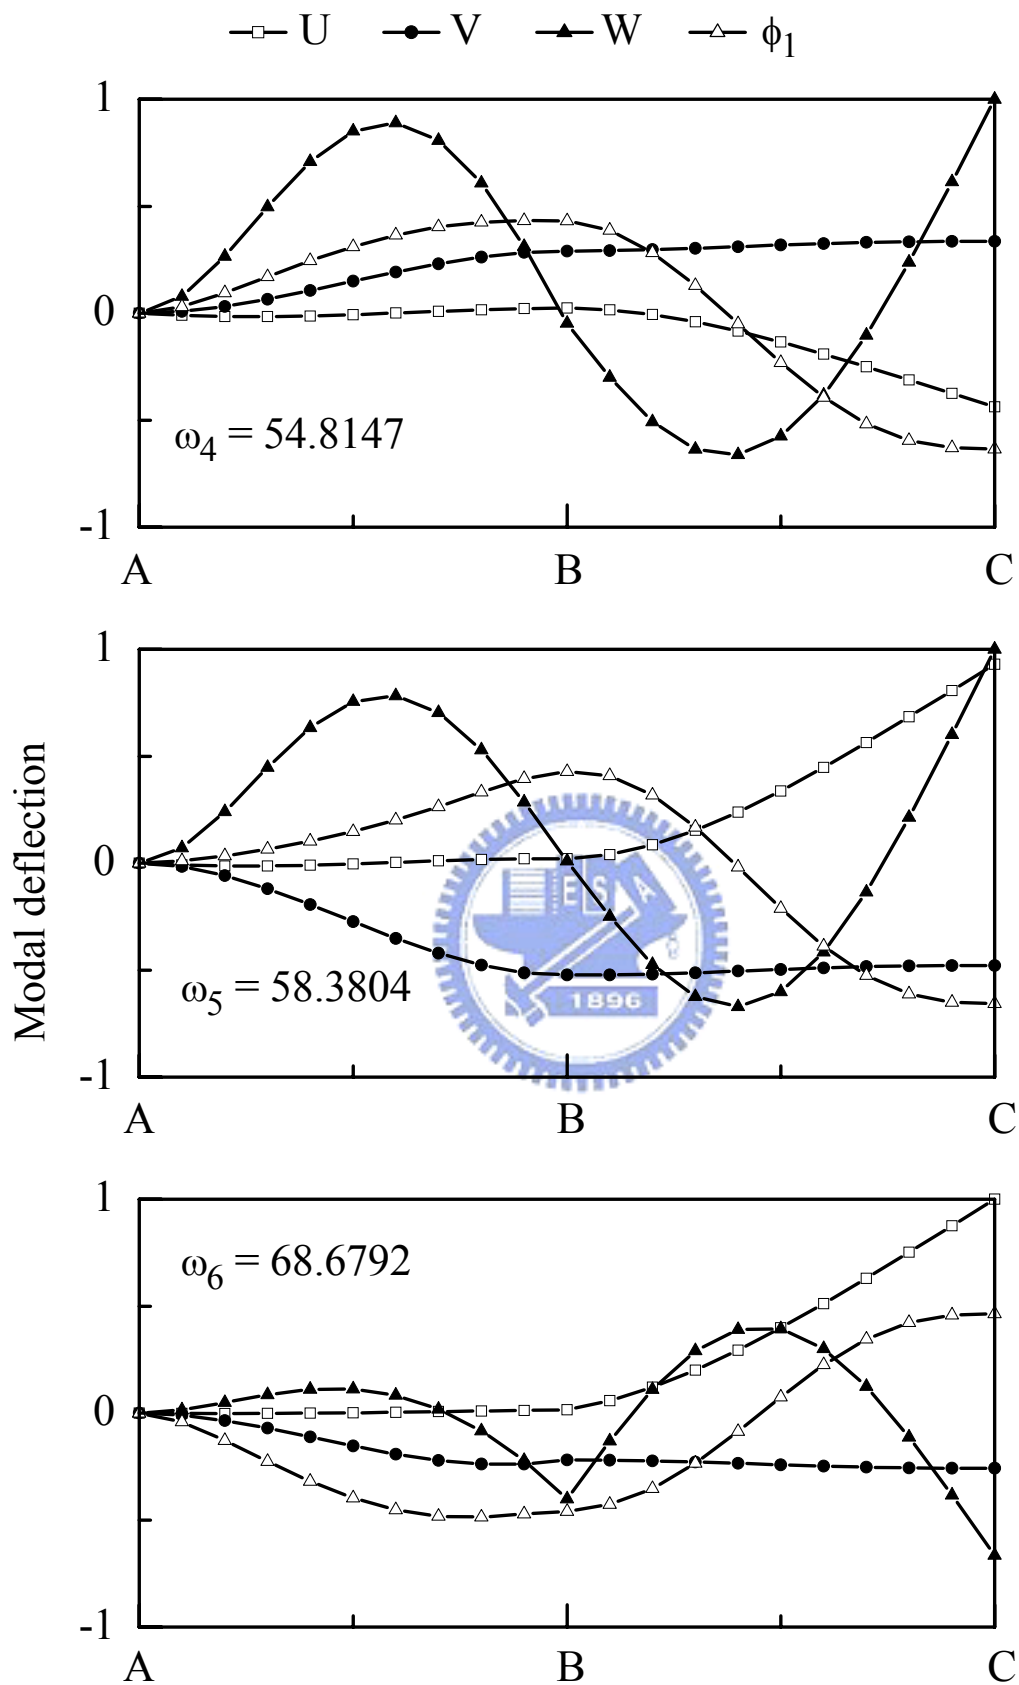 U V W ϕ1
1
0
-1
ω4 = 54.8147
A B C
Modal deflection
1
0
-1
ω5 = 58.3804
E S A
1896
A B C
1
0
-1
ω6 = 68.6792
A B C